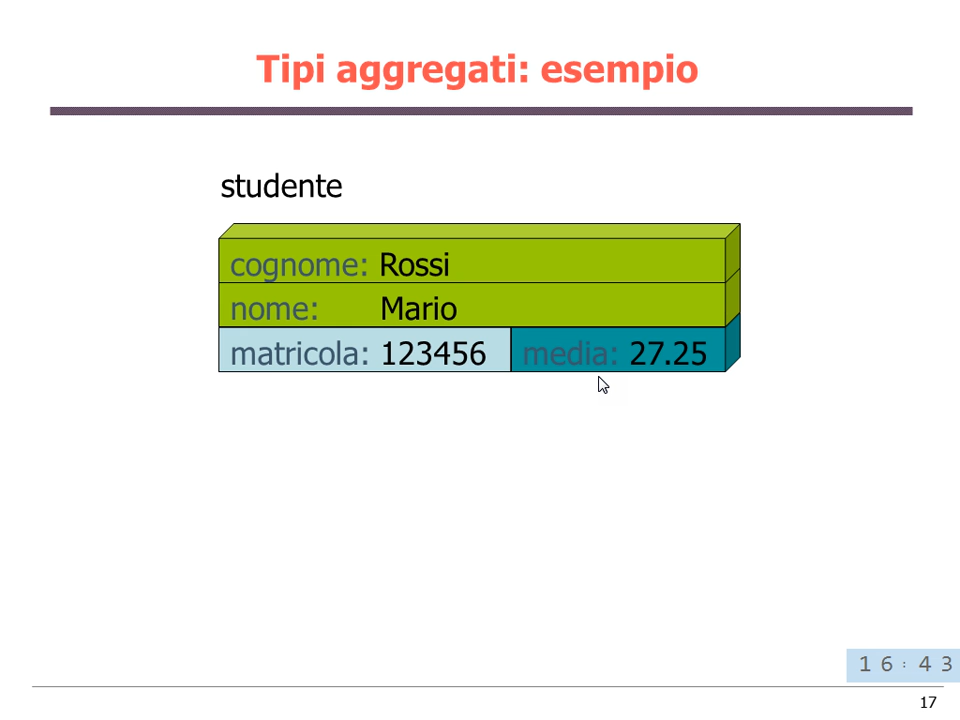 Tipi aggregati: esempio
studente
cognome: Rossi
nome: Mario
matricola: 123456 media: 27.25
16:43
17